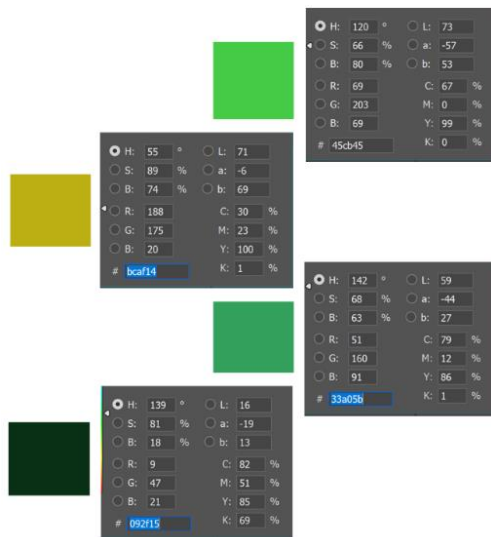 H: 120 ° L: 73
S: 66 % a: -57
B: 80 % b: 53
R: 69 C: 67 %
G: 203 M: 0 %
B: 69 Y: 99 %
# 45cb45 K: 0 %
H: 55 ° L: 71
S: 89 % a: -6
B: 74 % b: 69
R: 188 C: 30 %
G: 175 M: 23 %
B: 20 Y: 100 %
# bcaf14 K: 1 %
H: 142 ° L: 59
S: 68 % a: -44
B: 63 % b: 27
R: 51 C: 79 %
G: 160 M: 12 %
B: 91 Y: 86 %
# 33a05b K: 1 %
H: 139 ° L: 16
S: 81 % a: -19
B: 18 % b: 13
R: 9 C: 82 %
G: 47 M: 51 %
B: 21 Y: 85 %
# 092f15 K: 69 %